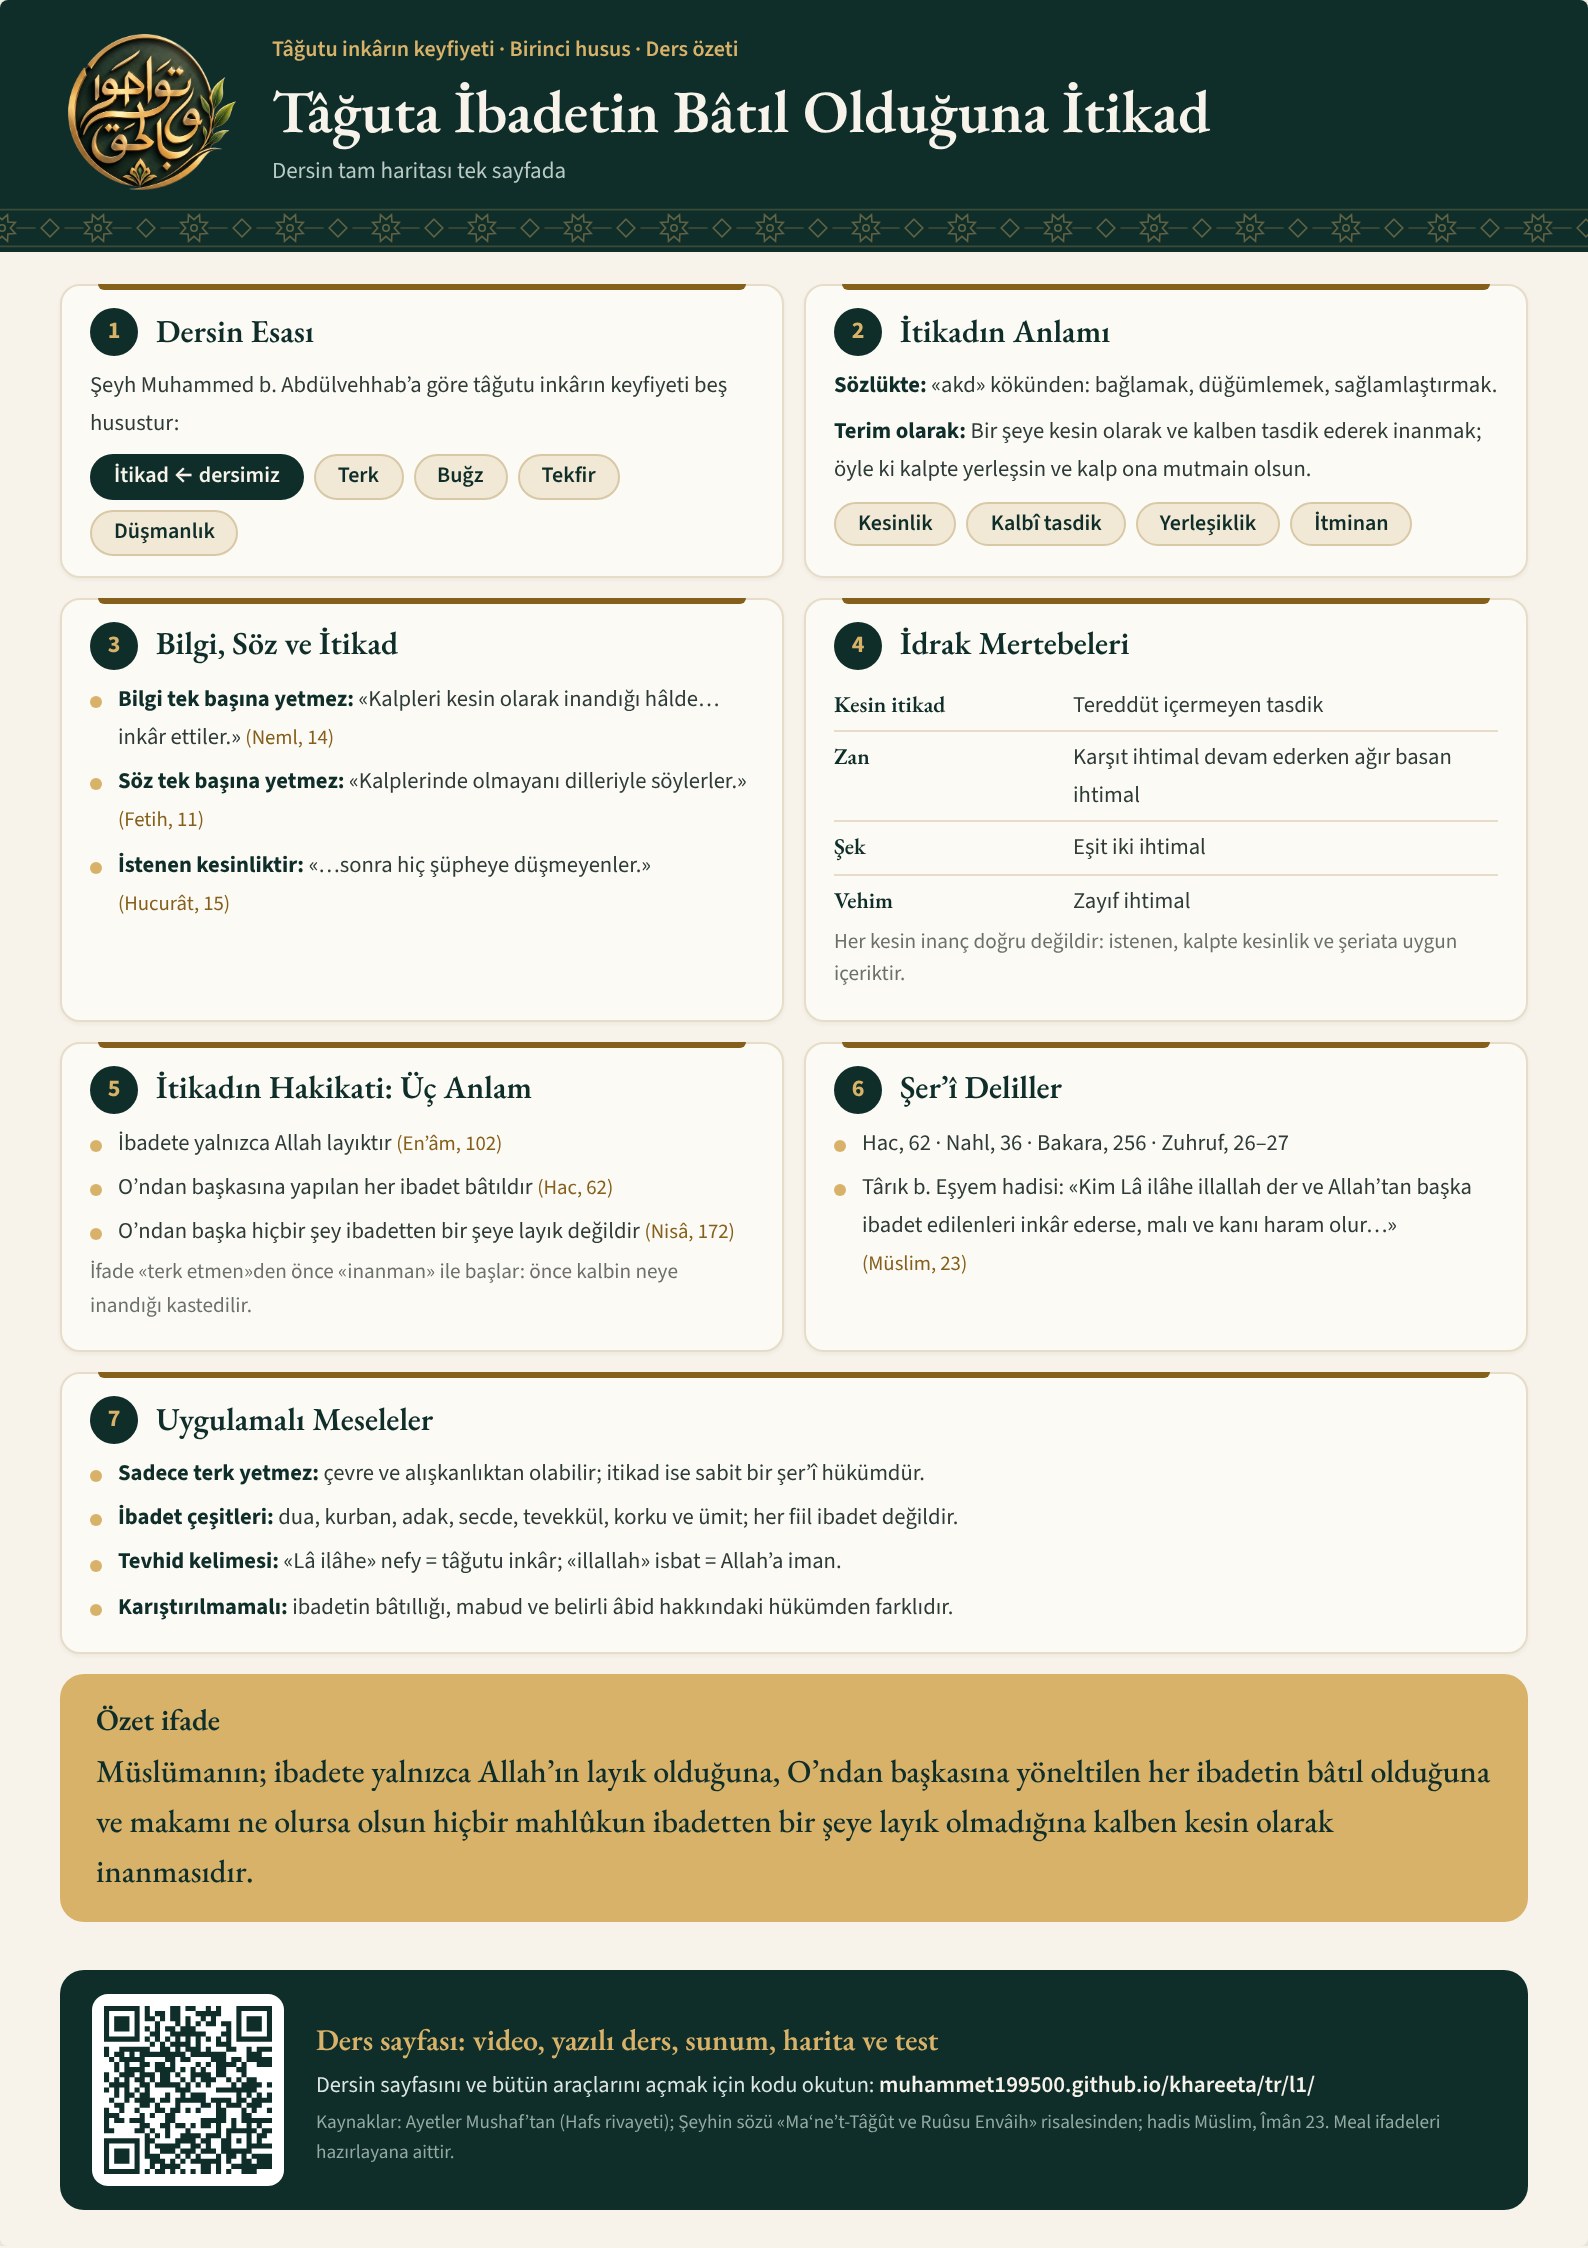 تواصوا
بالحق
Tâğutu inkârın keyfiyeti · Birinci husus · Ders özeti
Tâğuta İbadetin Bâtıl Olduğuna İtikad
Dersin tam haritası tek sayfada
1 Dersin Esası
Şeyh Muhammed b. Abdülvehhab’a göre tâğutu inkârın keyfiyeti beş
husustur:
İtikad ← dersimiz Terk Buğz Tekfir
Düşmanlık
2 İtikadın Anlamı
Sözlükte: «akd» kökünden: bağlamak, düğümlemek, sağlamlaştırmak.
Terim olarak: Bir şeye kesin olarak ve kalben tasdik ederek inanmak;
öyle ki kalpte yerleşsin ve kalp ona mutmain olsun.
Kesinlik Kalbî tasdik Yerleşiklik İtminan
3 Bilgi, Söz ve İtikad
Bilgi tek başına yetmez: «Kalpleri kesin olarak inandığı hâlde…
inkâr ettiler.» (Neml, 14)
Söz tek başına yetmez: «Kalplerinde olmayanı dilleriyle söylerler.»
(Fetih, 11)
İstenen kesinliktir: «…sonra hiç şüpheye düşmeyenler.»
(Hucurât, 15)
4 İdrak Mertebeleri
Kesin itikad Tereddüt içermeyen tasdik
Zan Karşıt ihtimal devam ederken ağır basan
ihtimal
Şek Eşit iki ihtimal
Vehim Zayıf ihtimal
Her kesin inanç doğru değildir: istenen, kalpte kesinlik ve şeriata uygun
içeriktir.
5 İtikadın Hakikati: Üç Anlam
İbadete yalnızca Allah layıktır (En’âm, 102)
O’ndan başkasına yapılan her ibadet bâtıldır (Hac, 62)
O’ndan başka hiçbir şey ibadetten bir şeye layık değildir (Nisâ, 172)
İfade «terk etmen»den önce «inanman» ile başlar: önce kalbin neye
inandığı kastedilir.
6 Şer’î Deliller
Hac, 62 · Nahl, 36 · Bakara, 256 · Zuhruf, 26–27
Târık b. Eşyem hadisi: «Kim Lâ ilâhe illallah der ve Allah’tan başka
ibadet edilenleri inkâr ederse, malı ve kanı haram olur…»
(Müslim, 23)
7 Uygulamalı Meseleler
Sadece terk yetmez: çevre ve alışkanlıktan olabilir; itikad ise sabit bir şer’î hükümdür.
İbadet çeşitleri: dua, kurban, adak, secde, tevekkül, korku ve ümit; her fiil ibadet değildir.
Tevhid kelimesi: «Lâ ilâhe» nefy = tâğutu inkâr; «illallah» isbat = Allah’a iman.
Karıştırılmamalı: ibadetin bâtıllığı, mabud ve belirli âbid hakkındaki hükümden farklıdır.
Özet ifade
Müslümanın; ibadete yalnızca Allah’ın layık olduğuna, O’ndan başkasına yöneltilen her ibadetin bâtıl olduğuna
ve makamı ne olursa olsun hiçbir mahlûkun ibadetten bir şeye layık olmadığına kalben kesin olarak
inanmasıdır.
Ders sayfası: video, yazılı ders, sunum, harita ve test
Dersin sayfasını ve bütün araçlarını açmak için kodu okutun: muhammet199500.github.io/khareeta/tr/l1/
Kaynaklar: Ayetler Mushaf’tan (Hafs rivayeti); Şeyhin sözü «Ma‘ne’t-Tâğût ve Ruûsu Envâih» risalesinden; hadis Müslim, Îmân 23. Meal ifadeleri
hazırlayana aittir.